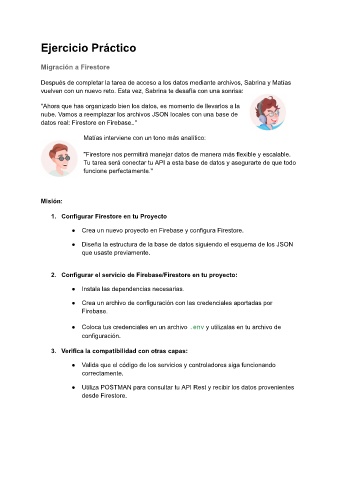 Ejercicio Práctico
Migración a Firestore
Después de completar la tarea de acceso a los datos mediante archivos, Sabrina y Matías
vuelven con un nuevo reto. Esta vez, Sabrina te desafía con una sonrisa:
"Ahora que has organizado bien los datos, es momento de llevarlos a la
nube. Vamos a reemplazar los archivos JSON locales con una base de
datos real: Firestore en Firebase.."
Matías interviene con un tono más analítico:
"Firestore nos permitirá manejar datos de manera más flexible y escalable.
Tu tarea será conectar tu API a esta base de datos y asegurarte de que todo
funcione perfectamente."
Misión:
1. Configurar Firestore en tu Proyecto
● Crea un nuevo proyecto en Firebase y configura Firestore.
● Diseña la estructura de la base de datos siguiendo el esquema de los JSON
que usaste previamente.
2. Configurar el servicio de Firebase/Firestore en tu proyecto:
● Instala las dependencias necesarias.
● Crea un archivo de configuración con las credenciales aportadas por
Firebase.
● Coloca tus credenciales en un archivo .env y utilízalas en tu archivo de
configuración.
3. Verifica la compatibilidad con otras capas:
● Valida que el código de los servicios y controladores siga funcionando
correctamente.
● Utiliza POSTMAN para consultar tu API Rest y recibir los datos provenientes
desde Firestore.